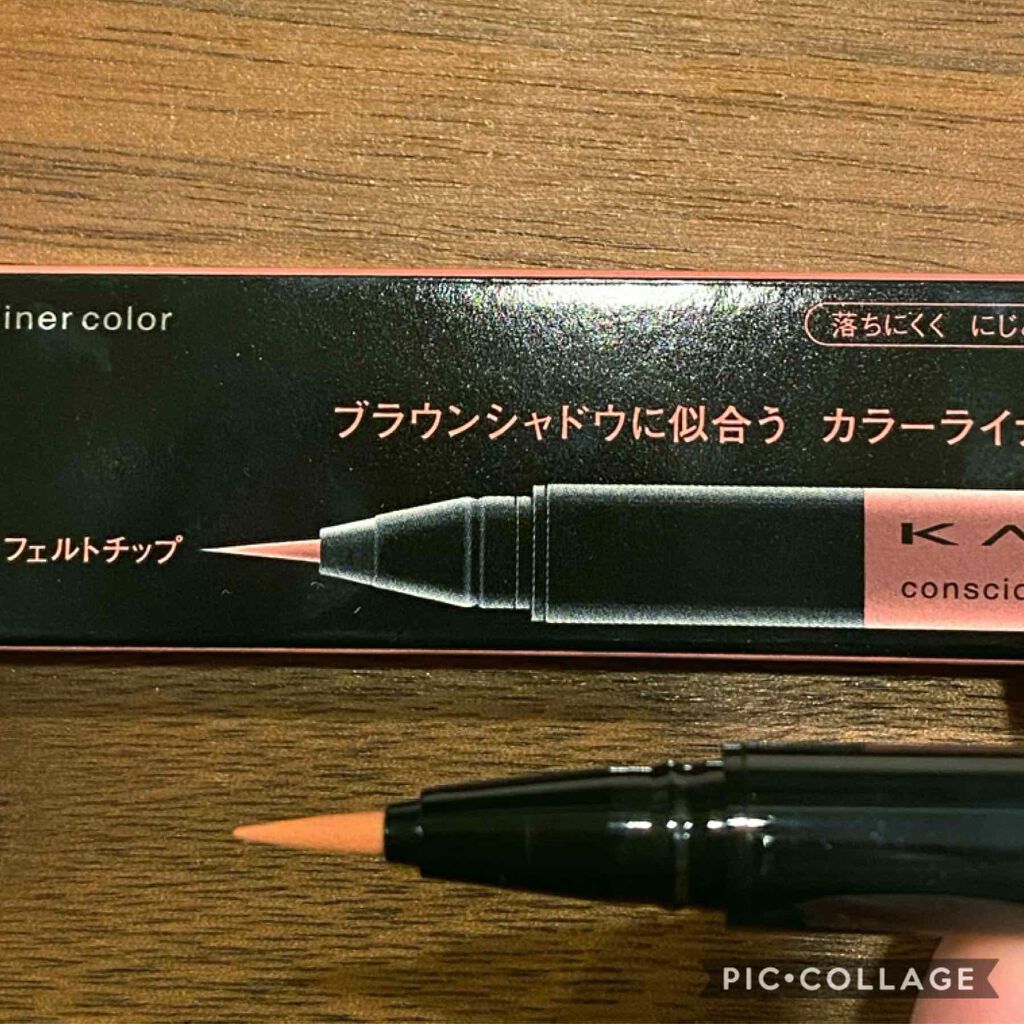 iner color
落ちにくく にじ
ブラウンシャドウに似合う カラーライナ
フェルトチップ
KA
conscio
PIC•COLLAGE